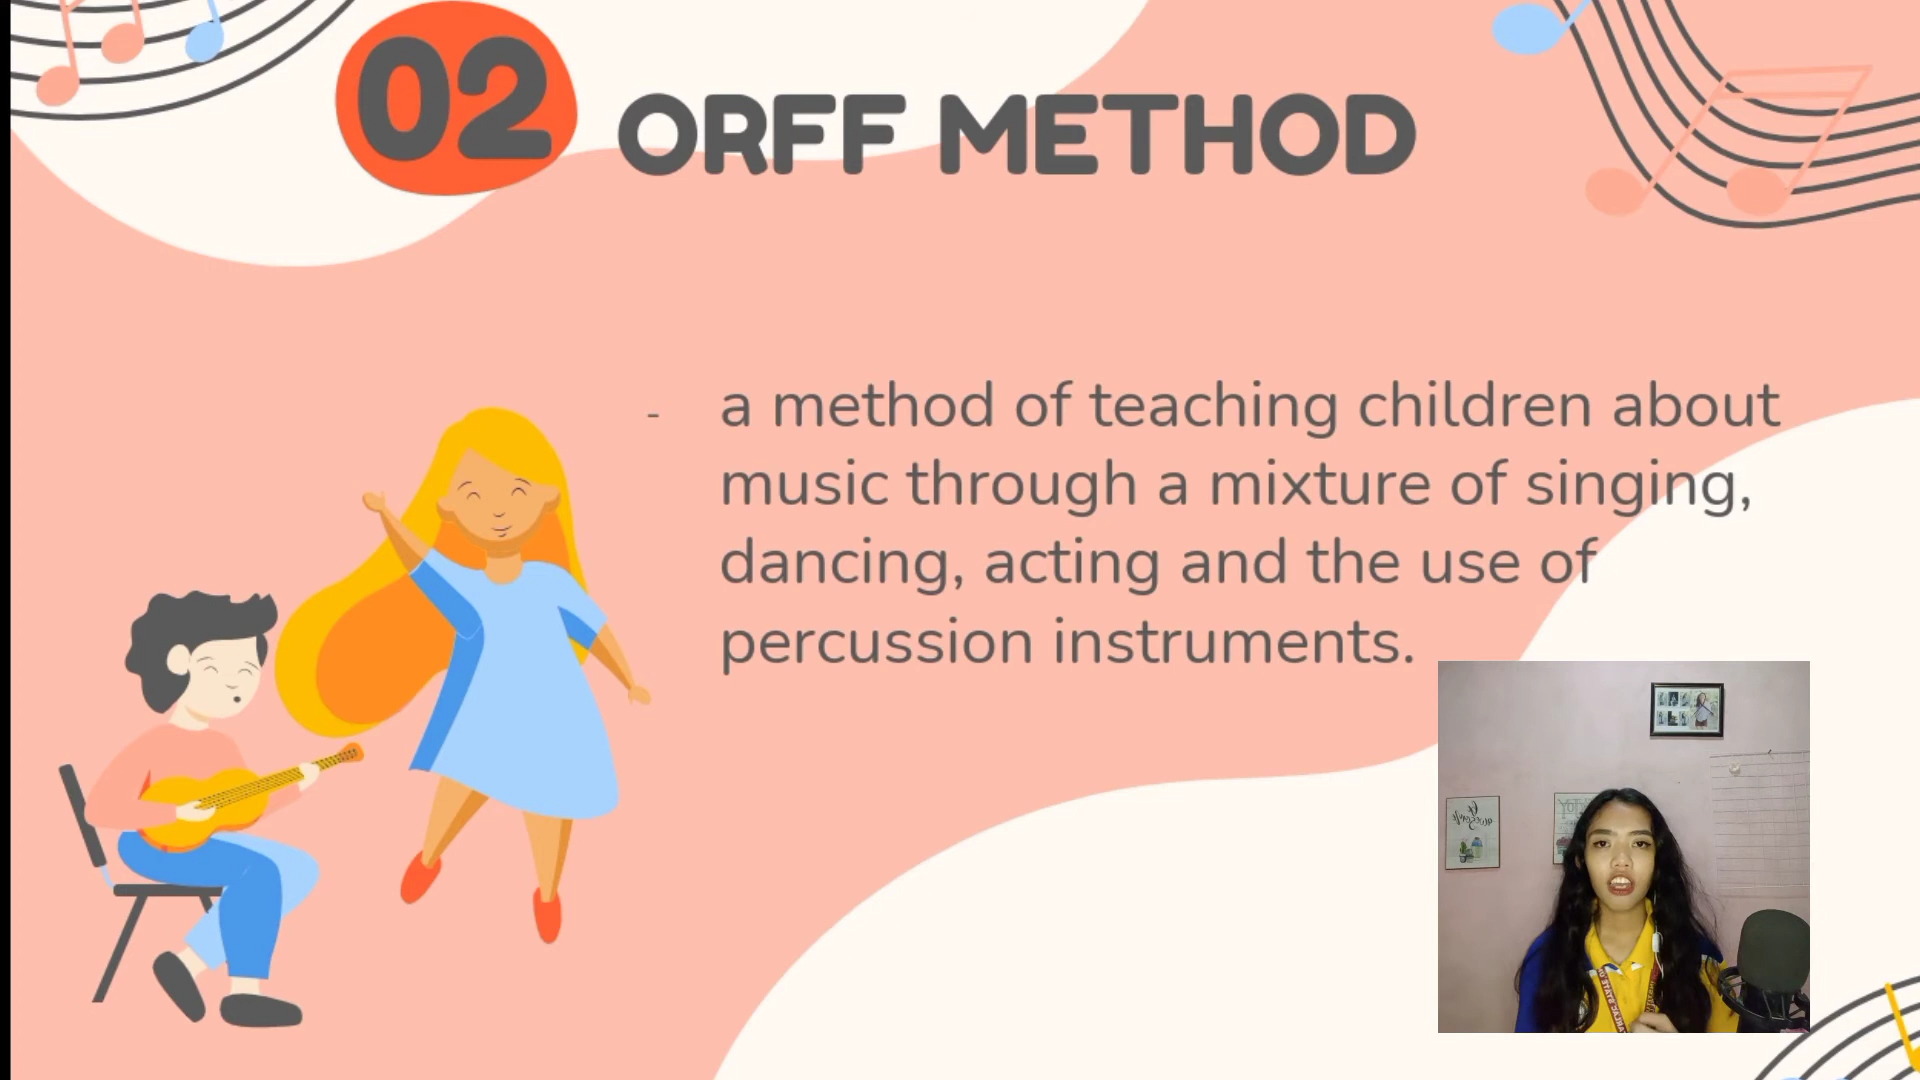 02
ORFF METHOD
- a method of teaching children about
music through a mixture of singing,
dancing, acting and the use of
percussion instruments.